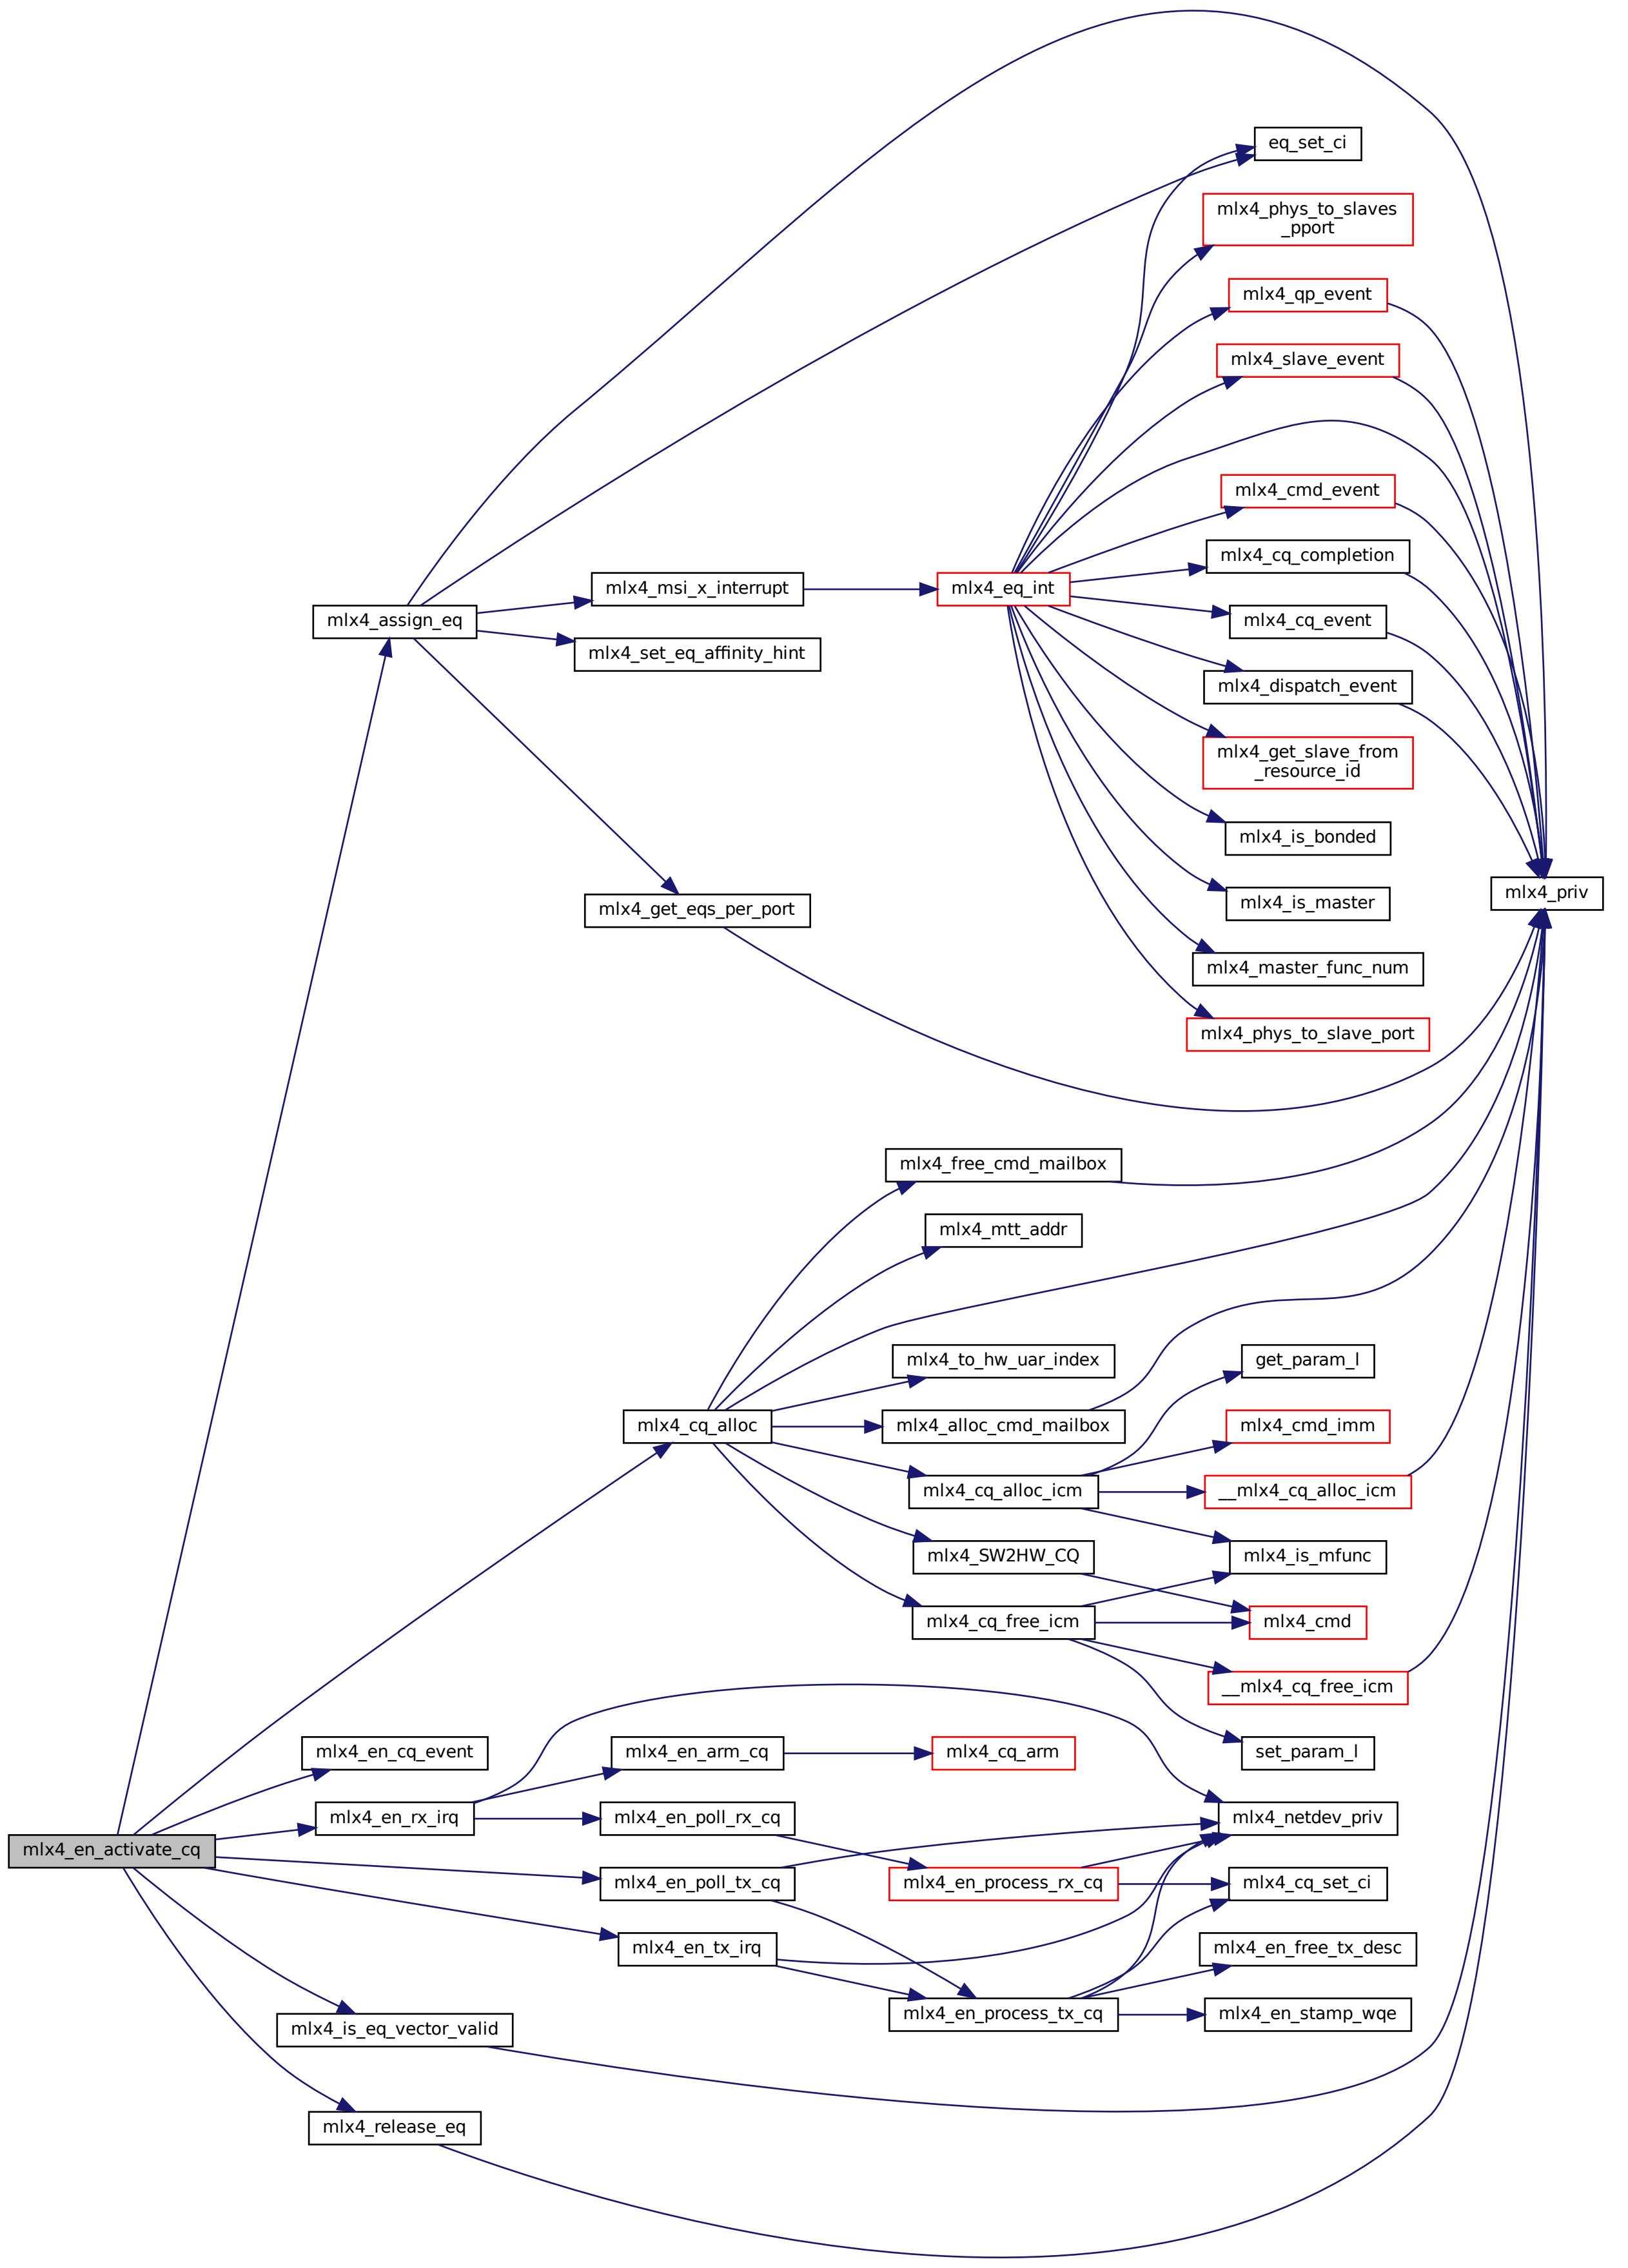 eq_set_ci
mlx4_phys_to_slaves
_pport
mlx4_qp_event
mlx4_slave_event
mlx4_cmd_event
mlx4_cq_completion
mlx4_msi_x_interrupt
mlx4_eq_int
mlx4_assign_eq
mlx4_cq_event
mlx4_set_eq_affinity_hint
mlx4_dispatch_event
mlx4_get_slave_from
_resource_id
mlx4_is_bonded
mlx4_priv
mlx4_is_master
mlx4_get_eqs_per_port
mlx4_master_func_num
mlx4_phys_to_slave_port
mlx4_free_cmd_mailbox
mlx4_mtt_addr
mlx4_to_hw_uar_index
get_param_l
mlx4_cq_alloc
mlx4_alloc_cmd_mailbox
mlx4_cmd_imm
mlx4_cq_alloc_icm
__mlx4_cq_alloc_icm
mlx4_SW2HW_CQ
mlx4_is_mfunc
mlx4_cq_free_icm
mlx4_cmd
__mlx4_cq_free_icm
mlx4_en_cq_event
mlx4_en_arm_cq
mlx4_cq_arm
set_param_l
mlx4_en_rx_irq
mlx4_en_poll_rx_cq
mlx4_netdev_priv
mlx4_en_activate_cq
mlx4_en_poll_tx_cq
mlx4_en_process_rx_cq
mlx4_cq_set_ci
mlx4_en_tx_irq
mlx4_en_free_tx_desc
mlx4_en_process_tx_cq
mlx4_en_stamp_wqe
mlx4_is_eq_vector_valid
mlx4_release_eq